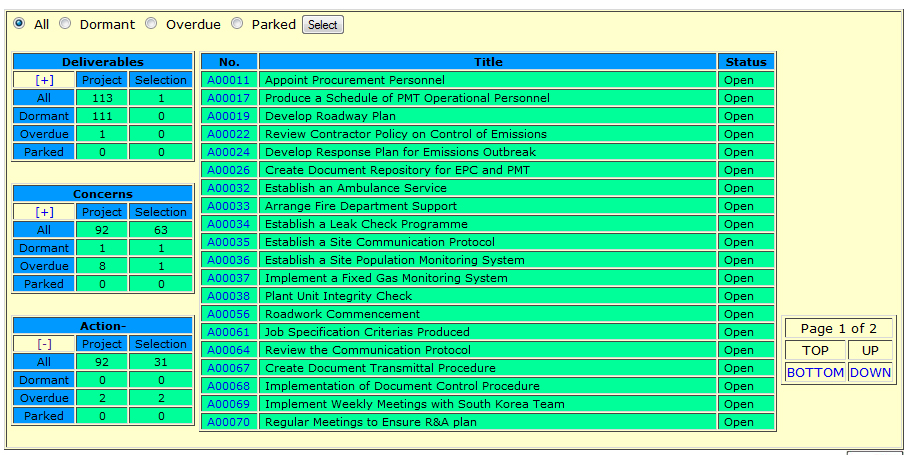 All Dormant Overdue Parked Select
Deliverables
[+] Project Selection
All 113 1
Dormant 111 0
Overdue 1 0
Parked 0 0
Concerns
[+] Project Selection
All 92 63
Dormant 1 1
Overdue 8 1
Parked 0 0
Action-
[-] Project Selection
All 92 31
Dormant 0 0
Overdue 2 2
Parked 0 0
No. Title Status
A00011 Appoint Procurement Personnel Open
A00017 Produce a Schedule of PMT Operational Personnel Open
A00019 Develop Roadway Plan Open
A00022 Review Contractor Policy on Control of Emissions Open
A00024 Develop Response Plan for Emissions Outbreak Open
A00026 Create Document Repository for EPC and PMT Open
A00032 Establish an Ambulance Service Open
A00033 Arrange Fire Department Support Open
A00034 Establish a Leak Check Programme Open
A00035 Establish a Site Communication Protocol Open
A00036 Establish a Site Population Monitoring System Open
A00037 Implement a Fixed Gas Monitoring System Open
A00038 Plant Unit Integrity Check Open
A00056 Roadwork Commencement Open
A00061 Job Specification Criterias Produced Open
A00064 Review the Communication Protocol Open
A00067 Create Document Transmittal Procedure Open
A00068 Implementation of Document Control Procedure Open
A00069 Implement Weekly Meetings with South Korea Team Open
A00070 Regular Meetings to Ensure R&A plan Open
Page 1 of 2
TOP UP
BOTTOM DOWN